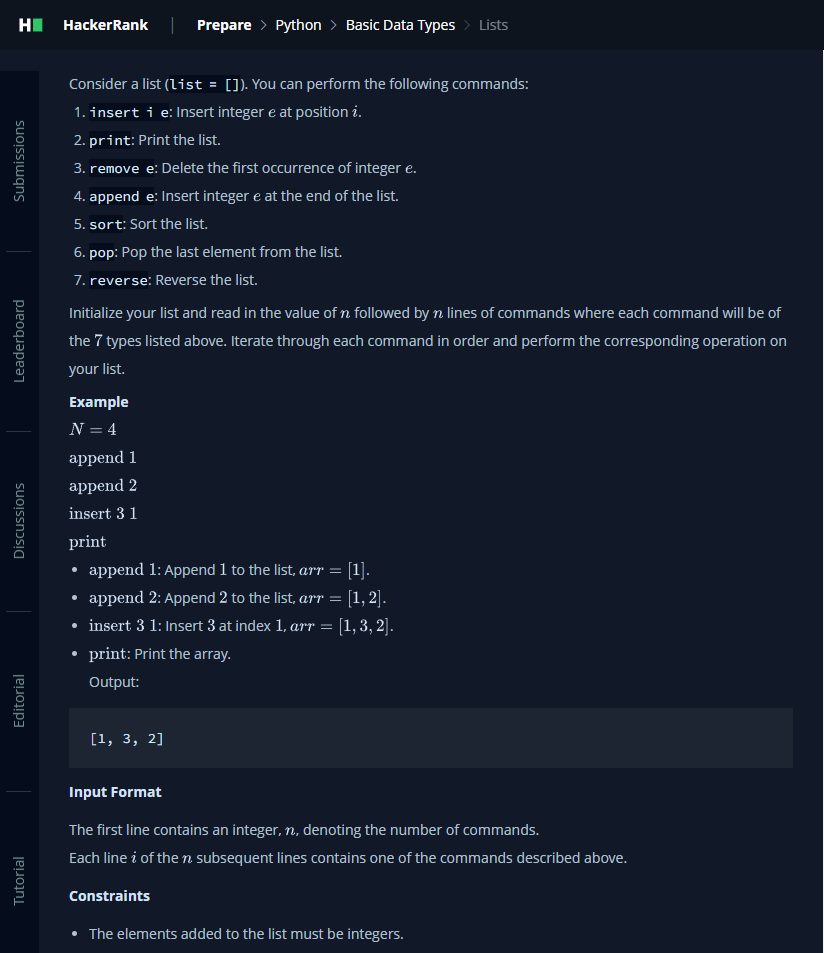 HackerRank | Prepare > Python > Basic Data Types > Lists
Submissions
Leaderboard
Discussions
Editorial
Tutorial
Consider a list (list = []). You can perform the following commands:
1. insert i e: Insert integer e at position i.
2. print: Print the list.
3. remove e: Delete the first occurrence of integer e.
4. append e: Insert integer e at the end of the list.
5. sort: Sort the list.
6. pop: Pop the last element from the list.
7. reverse: Reverse the list.
Initialize your list and read in the value of n followed by n lines of commands where each command will be of
the 7 types listed above. Iterate through each command in order and perform the corresponding operation on
your list.
Example
N = 4
append 1
append 2
insert 3 1
print
• append 1: Append 1 to the list, arr = [1].
• append 2: Append 2 to the list, arr = [1, 2].
• insert 3 1: Insert 3 at index 1, arr = [1, 3, 2].
• print: Print the array.
Output:
[1, 3, 2]
Input Format
The first line contains an integer, n, denoting the number of commands.
Each line i of the n subsequent lines contains one of the commands described above.
Constraints
• The elements added to the list must be integers.